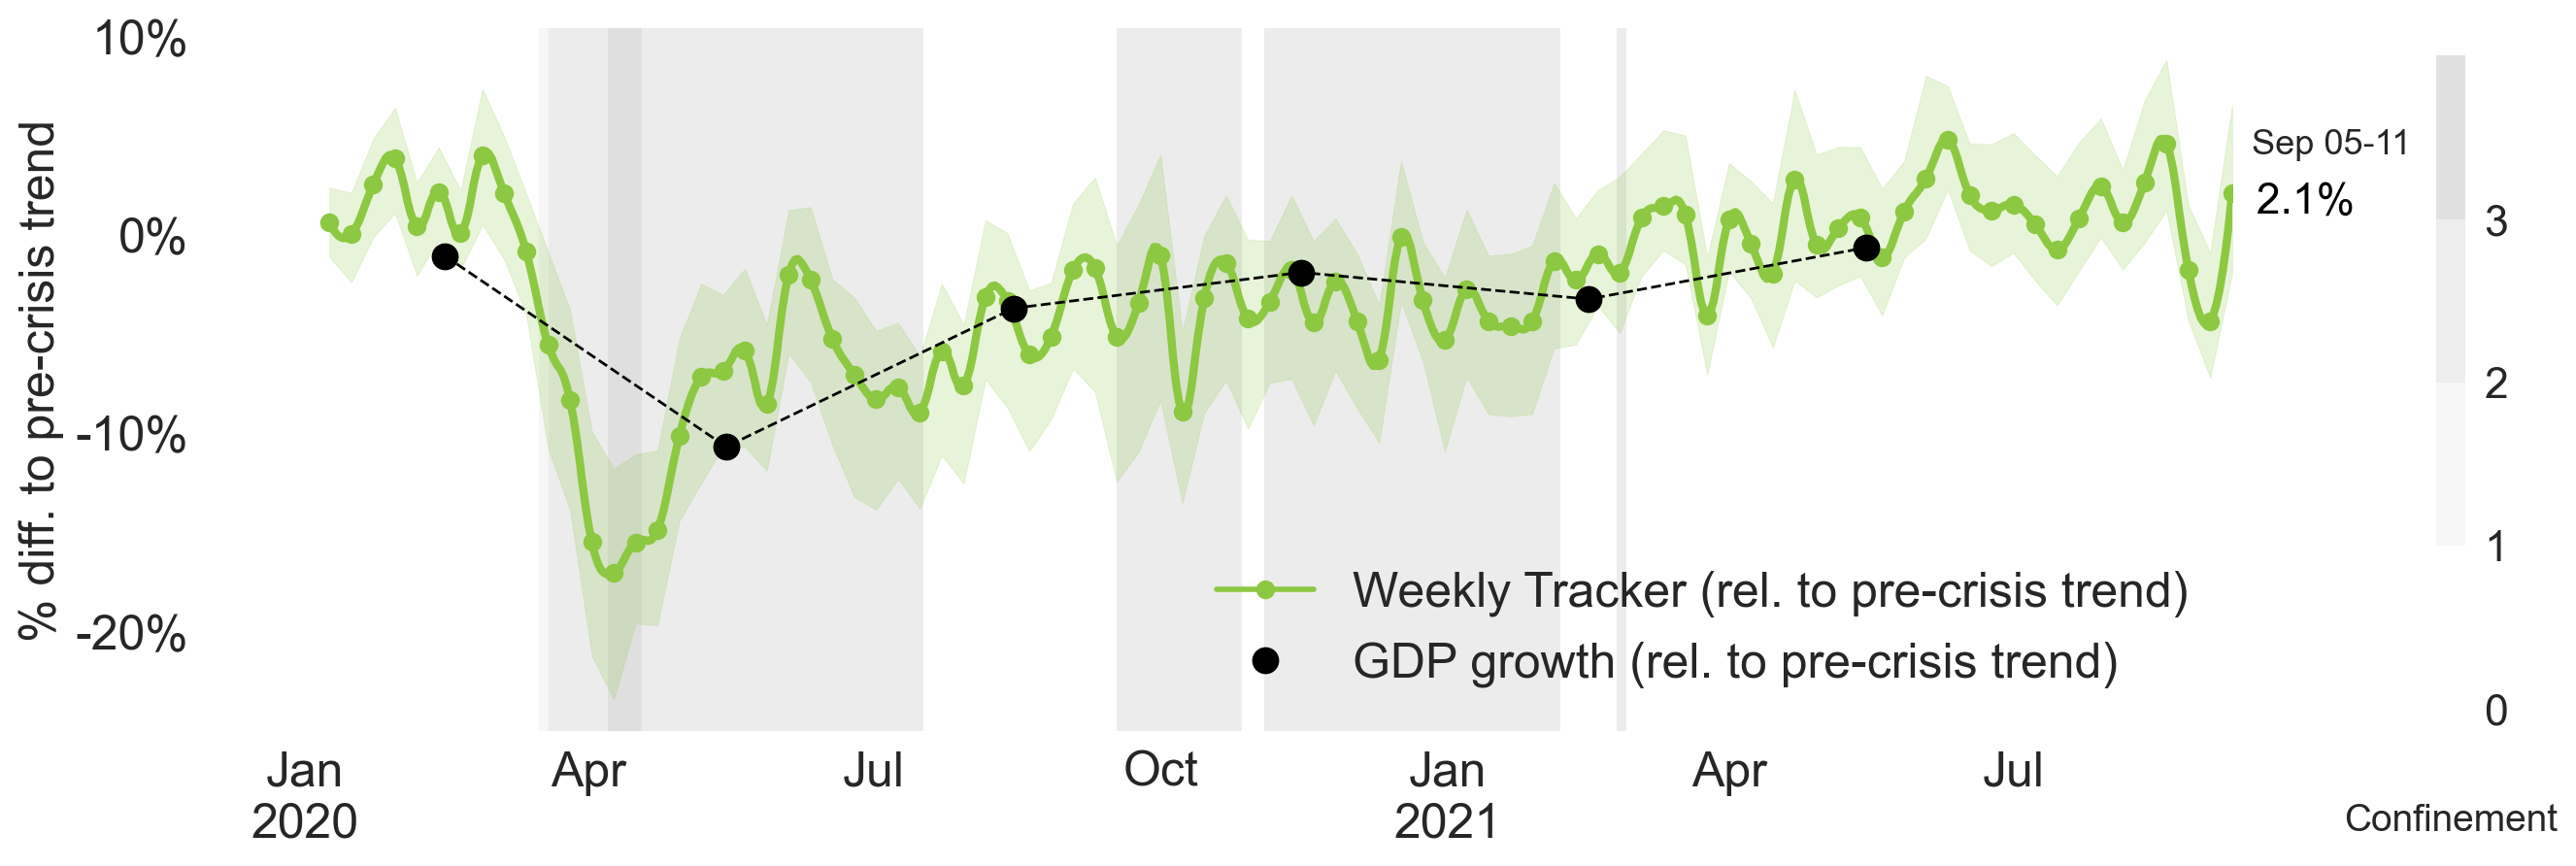 % diff. to pre-crisis trend
10%
0%
-10%
-20%
Sep 05-11
2.1%
Weekly Tracker (rel. to pre-crisis trend)
GDP growth (rel. to pre-crisis trend)
Jan
2020
Apr
Jul
Oct
Jan
2021
Apr
Jul
3
2
1
0
Confinement